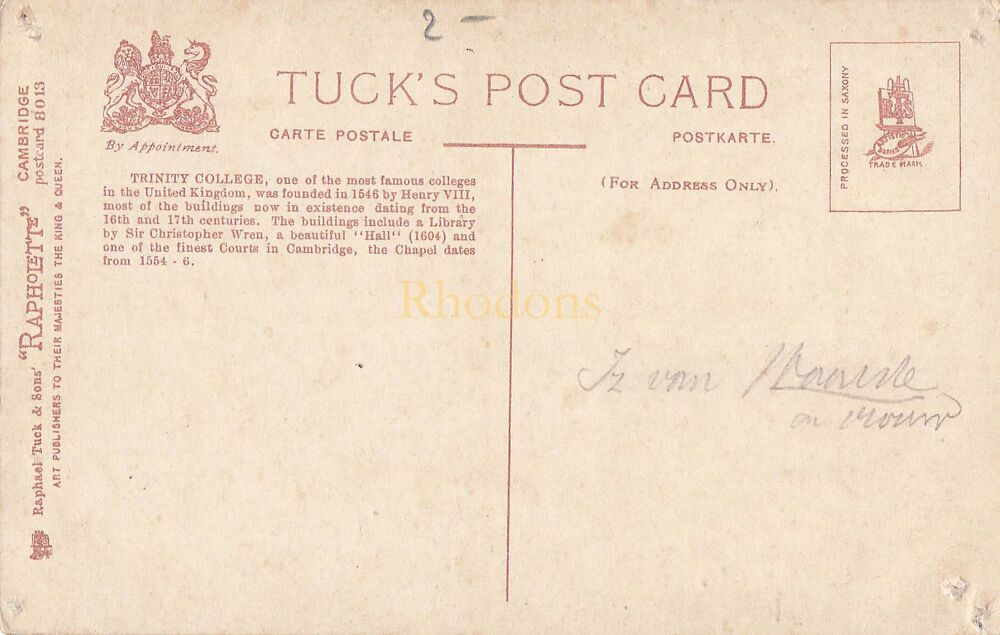 2 –
TUCK'S POST CARD
CARTE POSTALE
POSTKARTE.
By Appointment.
(FOR ADDRESS ONLY).
PROCESSED IN SAXONY
ARTISTIC SERIES
TRADE MARK
TRINITY COLLEGE, one of the most famous colleges
in the United Kingdom, was founded in 1546 by Henry VIII,
most of the buildings now in existence dating from the
16th and 17th centuries. The buildings include a Library
by Sir Christopher Wren, a beautiful "Hall" (1604) and
one of the finest Courts in Cambridge, the Chapel dates
from 1554 - 6.
Raphael Tuck & Sons' "RAPHOLETTE" CAMBRIDGE
postcard 8013
ART PUBLISHERS TO THEIR MAJESTIES THE KING & QUEEN.
Rhodons
van